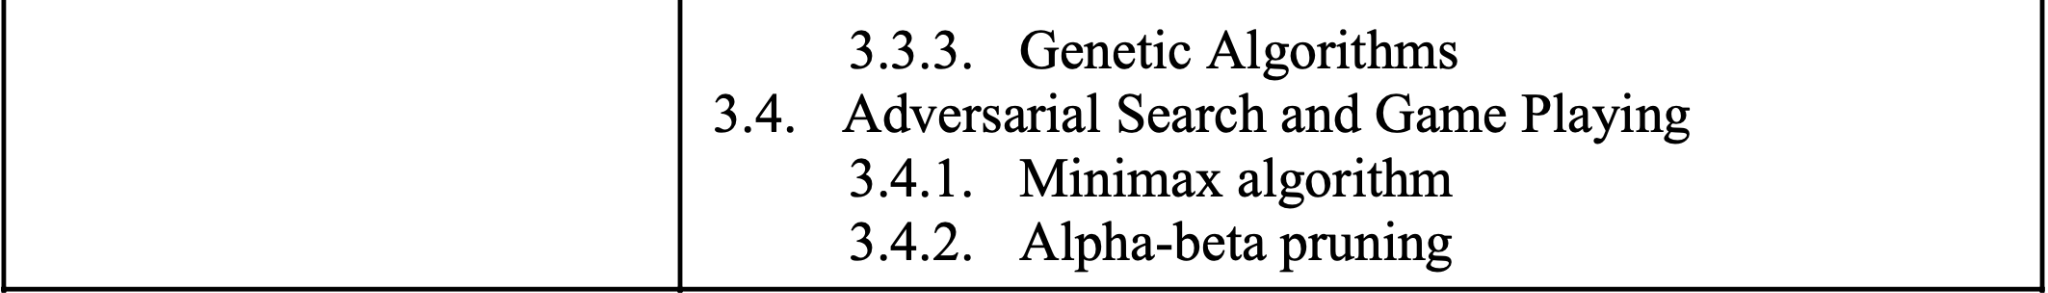 3.3.3. Genetic Algorithms
3.4. Adversarial Search and Game Playing
3.4.1. Minimax algorithm
3.4.2. Alpha-beta pruning